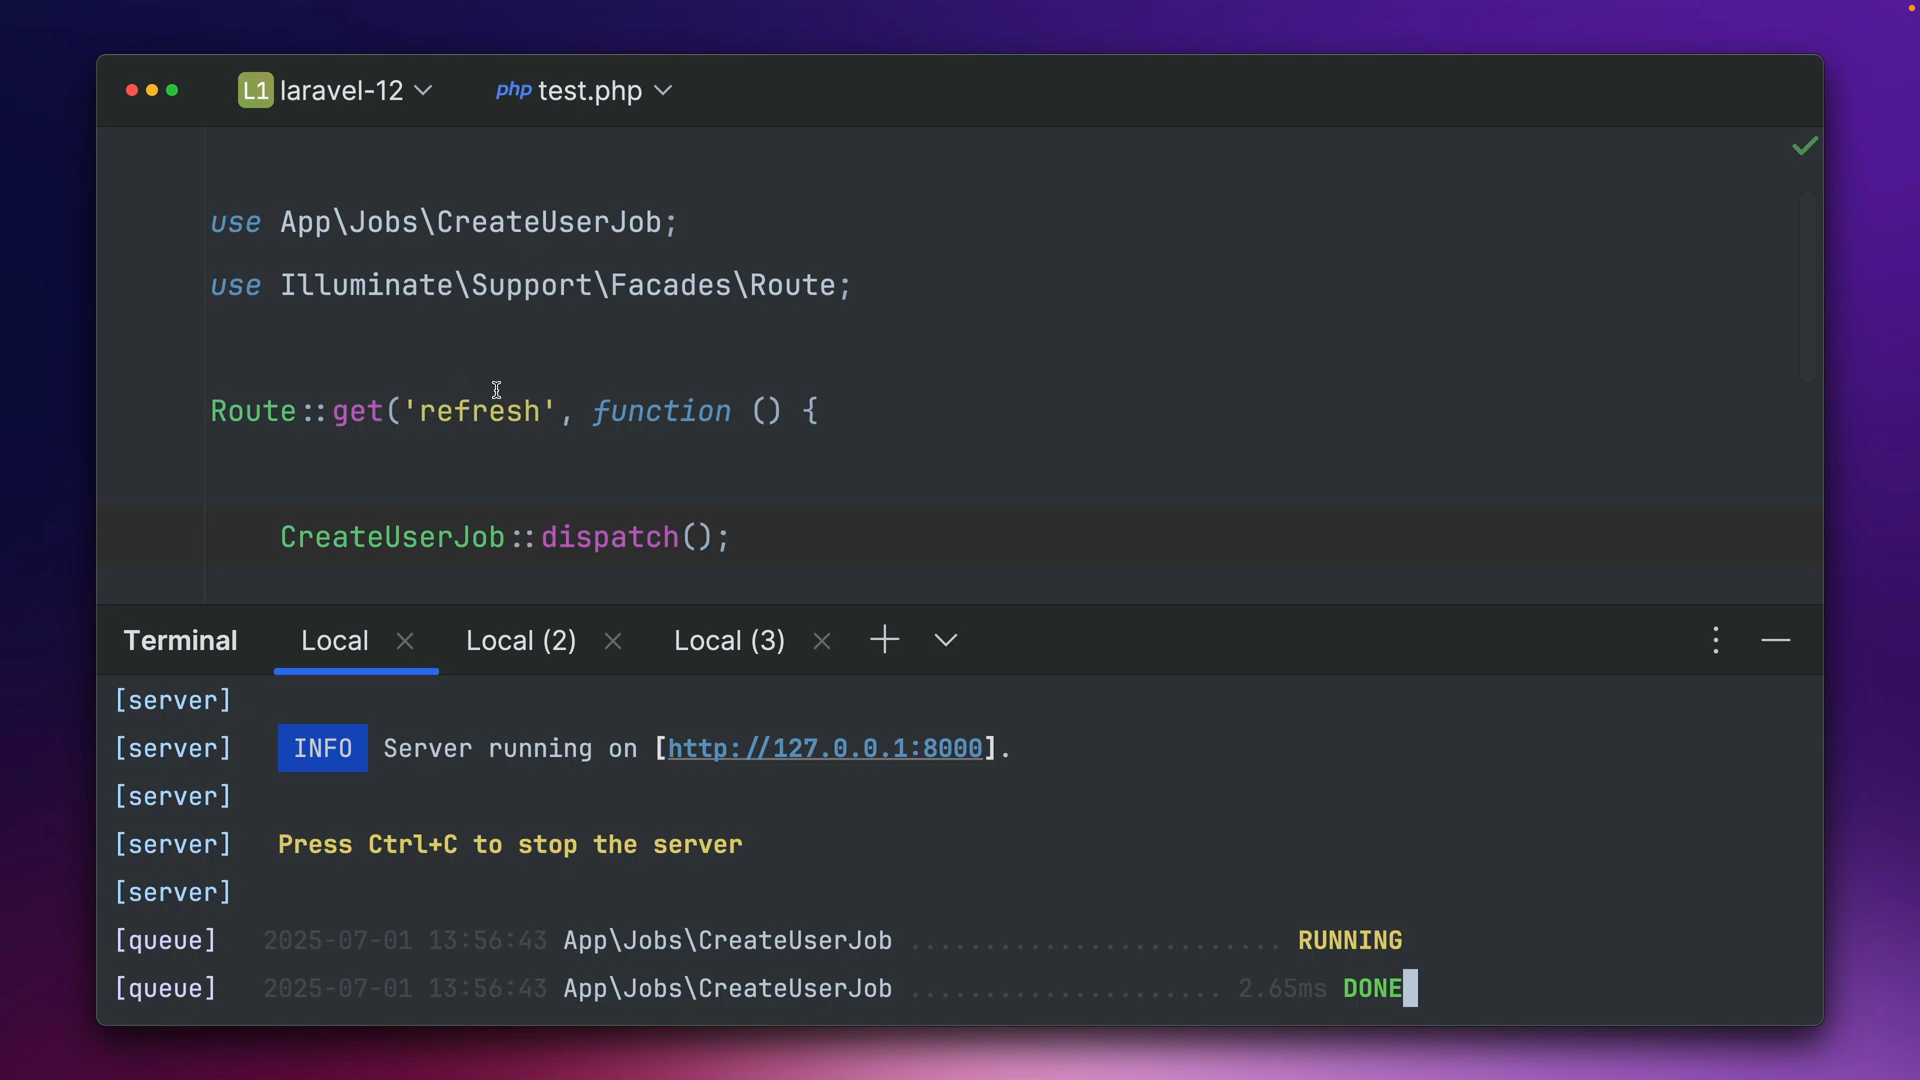 L1 laravel-12 php test.php
use App\Jobs\CreateUserJob;
use Illuminate\Support\Facades\Route;
Route::get('refresh', function () {
CreateUserJob::dispatch();
Terminal Local Local (2) Local (3)
[server]
[server] INFO Server running on [http://127.0.0.1:8000].
[server]
[server] Press Ctrl+C to stop the server
[server]
[queue] 2025-07-01 13:56:43 App\Jobs\CreateUserJob ......................... RUNNING
[queue] 2025-07-01 13:56:43 App\Jobs\CreateUserJob ..................... 2.65ms DONE